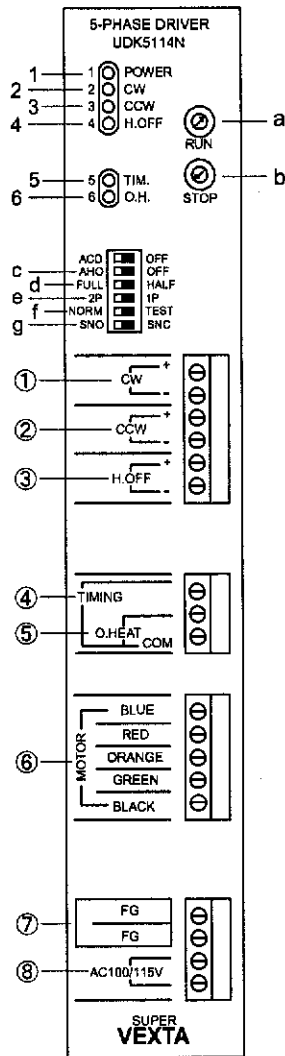 5-PHASE DRIVER
UDK5114N
1 1 POWER
2 2 CW
3 3 CCW
4 4 H.OFF
a
RUN
5 5 TIM.
6 6 O.H.
b
STOP
ACD OFF
c AHO OFF
d FULL HALF
e 2P 1P
f NORM TEST
g SNO SNC
① CW + -
② CCW + -
③ H.OFF + -
④ TIMING
⑤ O.HEAT
COM
⑥ MOTOR
BLUE
RED
ORANGE
GREEN
BLACK
⑦ FG
FG
⑧ AC100/115V
SUPER
VEXTA